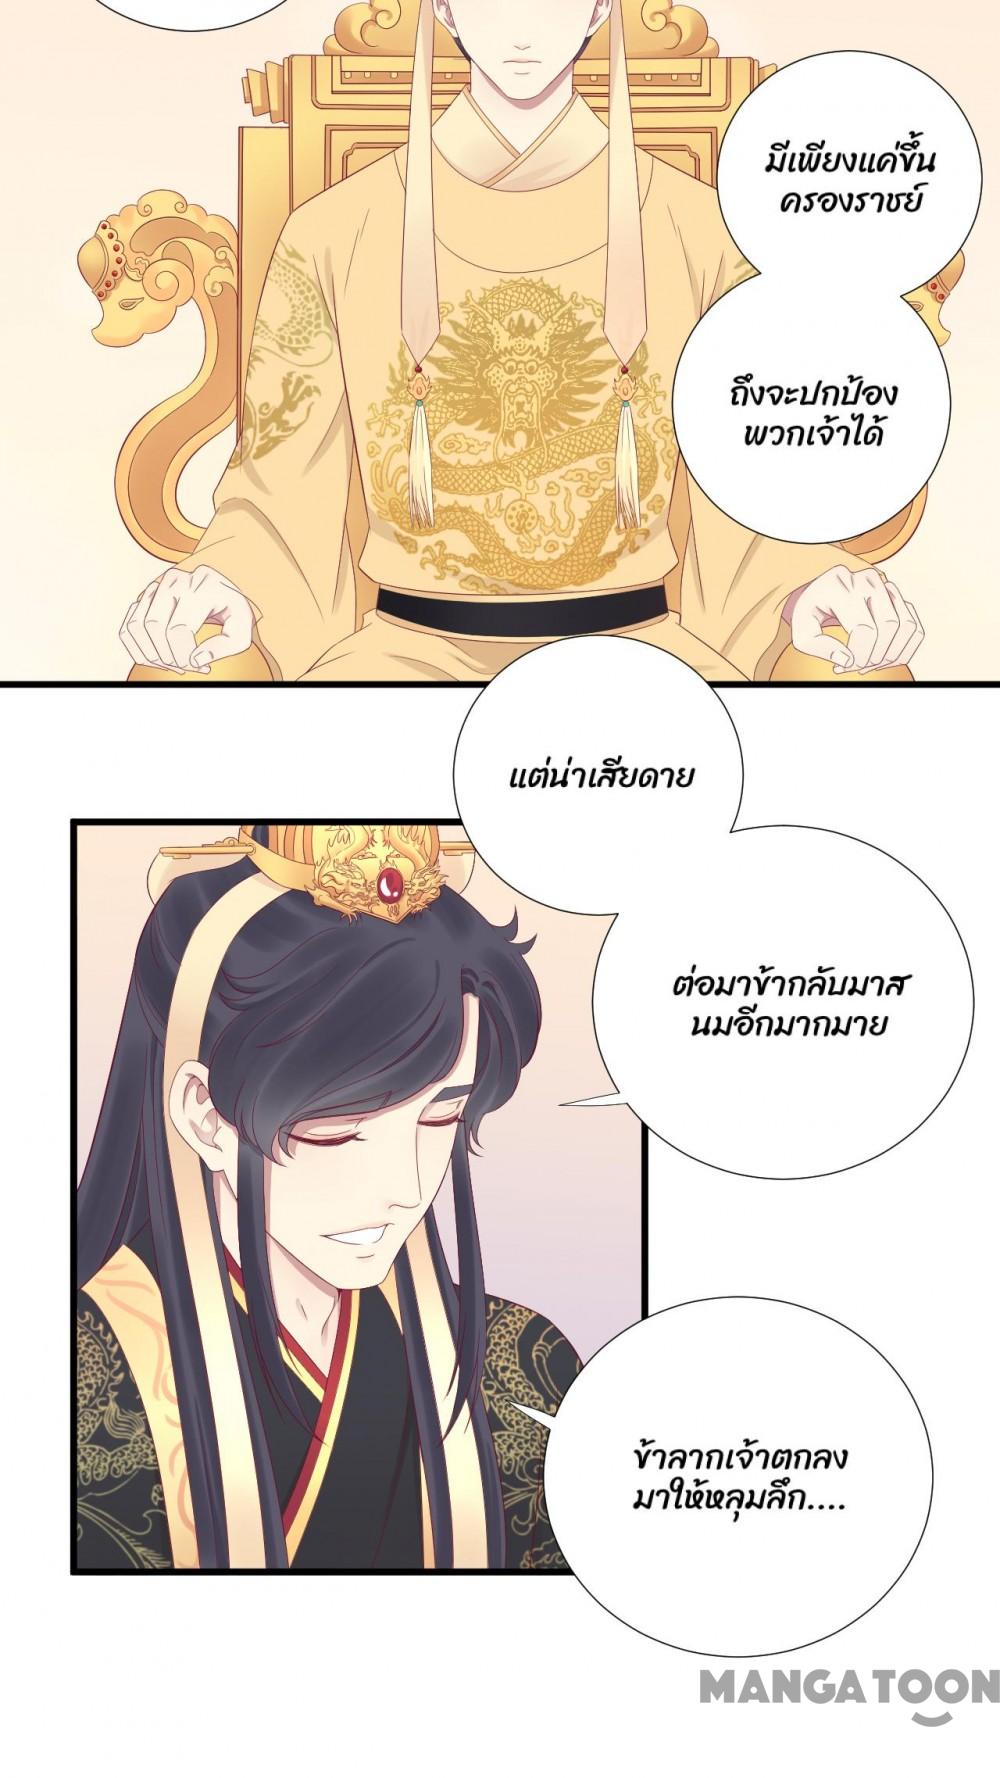 มีเพียงแค่ขึ้น
ครองราชย์
ถึงจะปกป้อง
พวกเจ้าได้
แต่น่าเสียดาย
ต่อมาข้ากลับมาส
นมอีกมากมาย
ข้าลากเจ้าตกลง
มาให้หลุมลึก....
MANGATOON